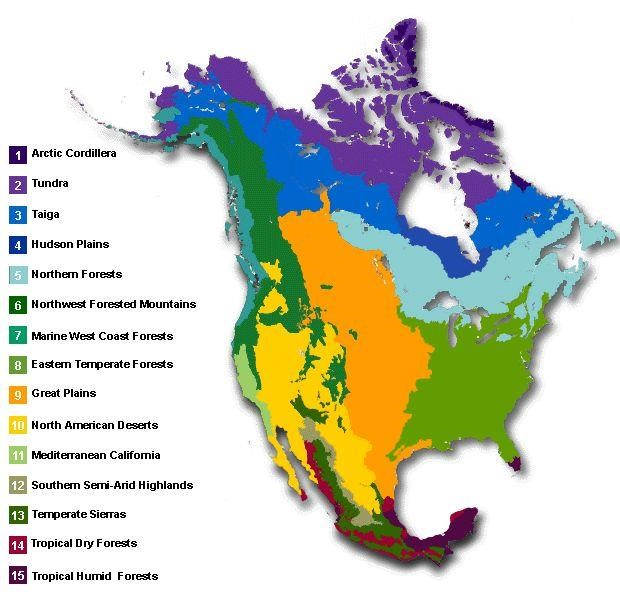 1 Arctic Cordillera
2 Tundra
3 Taiga
4 Hudson Plains
5 Northern Forests
6 Northwest Forested Mountains
7 Marine West Coast Forests
8 Eastern Temperate Forests
9 Great Plains
10 North American Deserts
11 Mediterranean California
12 Southern Semi-Arid Highlands
13 Temperate Sierras
14 Tropical Dry Forests
15 Tropical Humid Forests